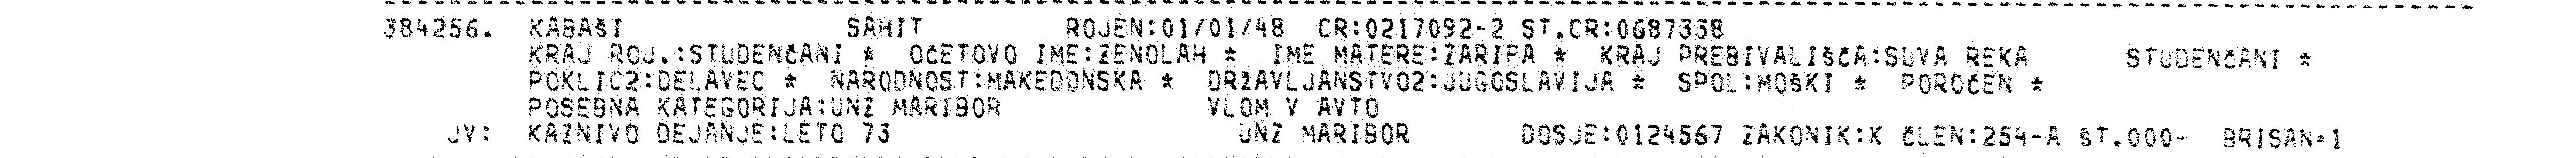 384256. KABAŠI SAHIT ROJEN:01/01/48 CR:0217092-2 ST.CR:0687338
KRAJ ROJ.:STUDENČANI * OČETOVO IME:ZENOLAH * IME MATERE:ZARIFA * KRAJ PREBIVALIŠČA:SUVA REKA STUDENČANI *
POKLIC2:DELAVEC * NARODNOST:MAKEDONSKA * DRŽAVLJANSTVO2:JUGOSLAVIJA * SPOL:MOŠKI * POROČEN *
POSEBNA KATEGORIJA:UNZ MARIBOR VLOM V AVTO
JV: KAZNIVO DEJANJE:LETO 73 UNZ MARIBOR DOSJE:0124567 ZAKONIK:K ČLEN:254-A ŠT.000- BRISAN=1